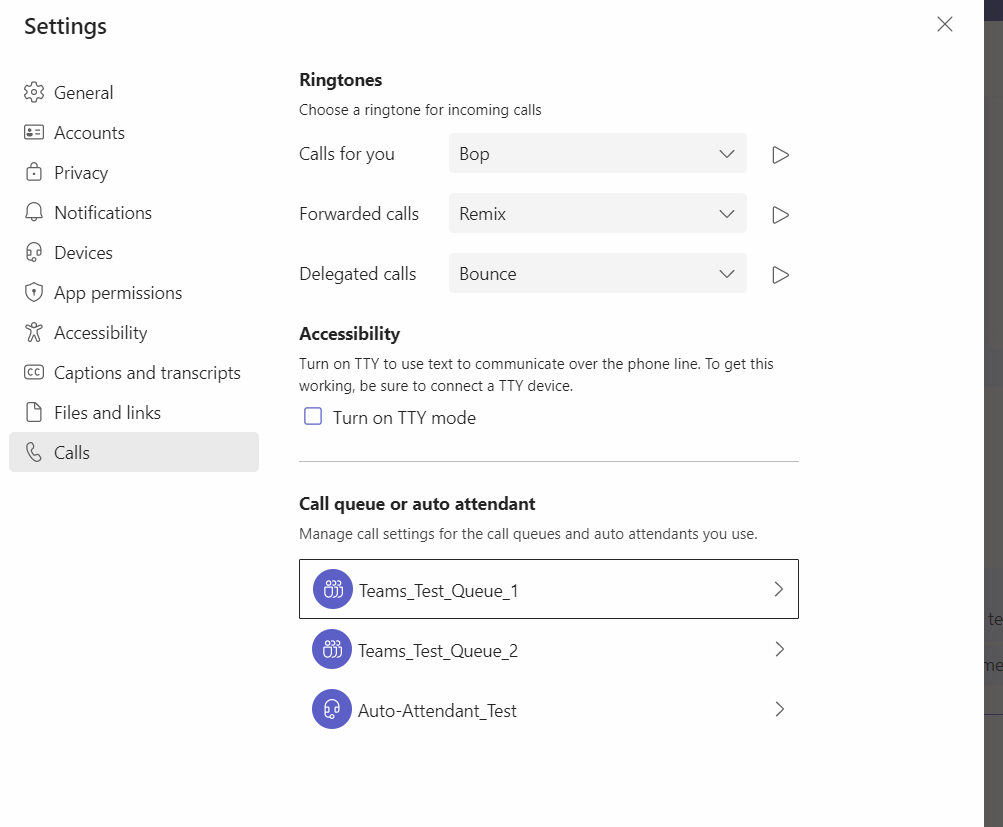 Settings
General
Accounts
Privacy
Notifications
Devices
App permissions
Accessibility
CC Captions and transcripts
Files and links
Calls
Ringtones
Choose a ringtone for incoming calls
Calls for you Bop
Forwarded calls Remix
Delegated calls Bounce
Accessibility
Turn on TTY to use text to communicate over the phone line. To get this
working, be sure to connect a TTY device.
Turn on TTY mode
Call queue or auto attendant
Manage call settings for the call queues and auto attendants you use.
Teams_Test_Queue_1
Teams_Test_Queue_2
Auto-Attendant_Test